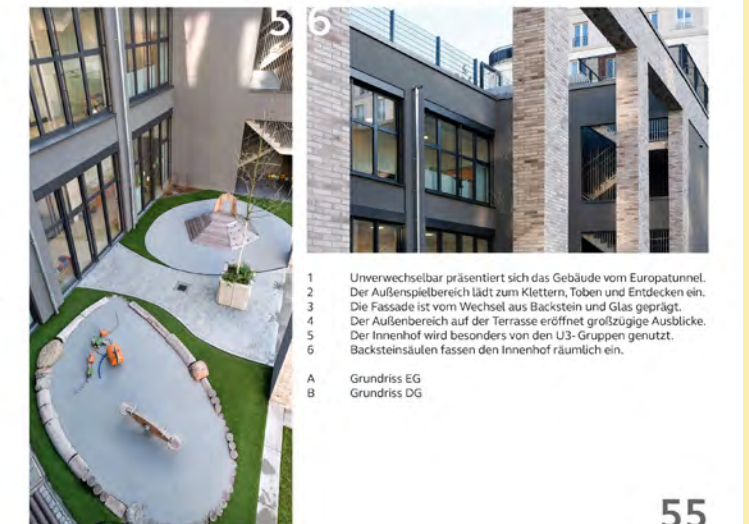 5 6
1 Unverwechselbar präsentiert sich das Gebäude vom Europatunnel.
2 Der Außenspielbereich lädt zum Klettern, Toben und Entdecken ein.
3 Die Fassade ist vom Wechsel aus Backstein und Glas geprägt.
4 Der Außenbereich auf der Terrasse eröffnet großzügige Ausblicke.
5 Der Innenhof wird besonders von den U3- Gruppen genutzt.
6 Backsteinsäulen fassen den Innenhof räumlich ein.
A Grundriss EG
B Grundriss DG
55